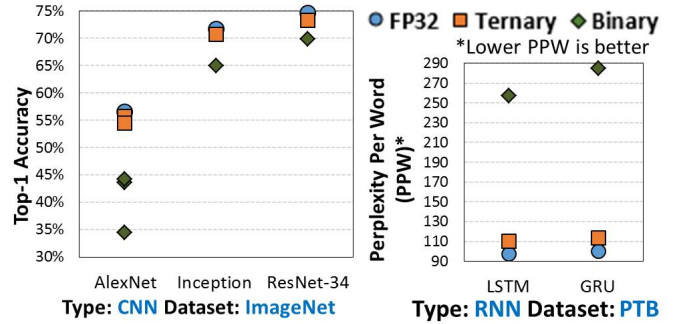 75%
70%
65%
60%
55%
50%
45%
40%
35%
30%
Top-1 Accuracy
AlexNet Inception ResNet-34
Type: CNN Dataset: ImageNet
FP32 Ternary Binary
*Lower PPW is better
290
270
250
230
210
190
170
150
130
110
90
Perplexity Per Word
(PPW)*
LSTM GRU
Type: RNN Dataset: PTB